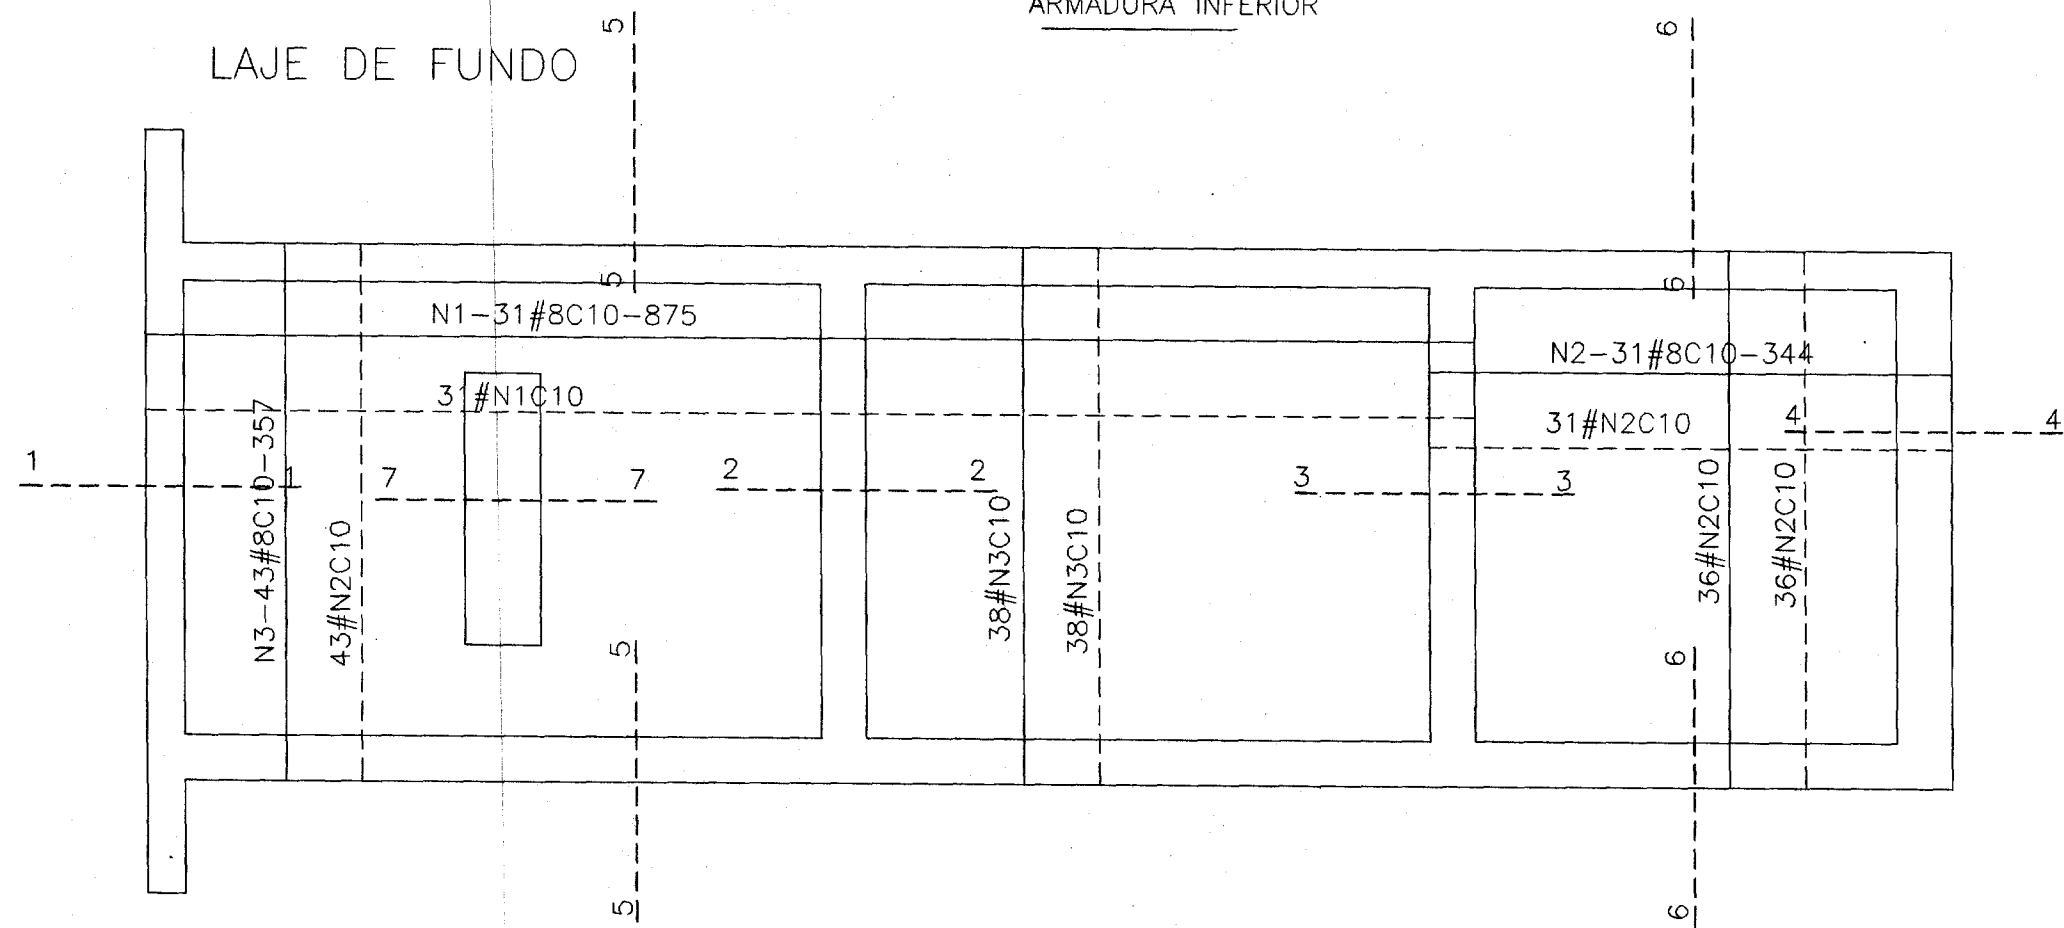 ARMADURA INFERIOR
LAJE DE FUNDO
5
6
5
6
N1-31#8C10-875
N2-31#8C10-344
31#N1C10
31#N2C10
4
4
1
1
7
7
2
2
3
3
N3-43#8C10-357
43#N2C10
38#N3C10
38#N3C10
36#N2C10
36#N2C10
5
6
5
6